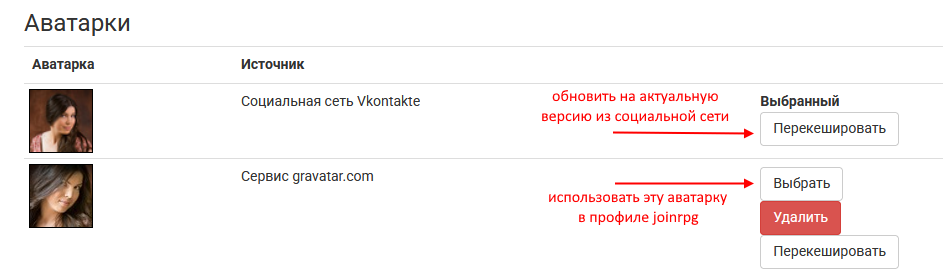 Аватарки
Аватарка Источник
Социальная сеть Vkontakte
обновить на актуальную
версию из социальной сети
Выбранный
Перекешировать
Сервис gravatar.com
использовать эту аватарку
в профиле joinrpg
Выбрать
Удалить
Перекешировать